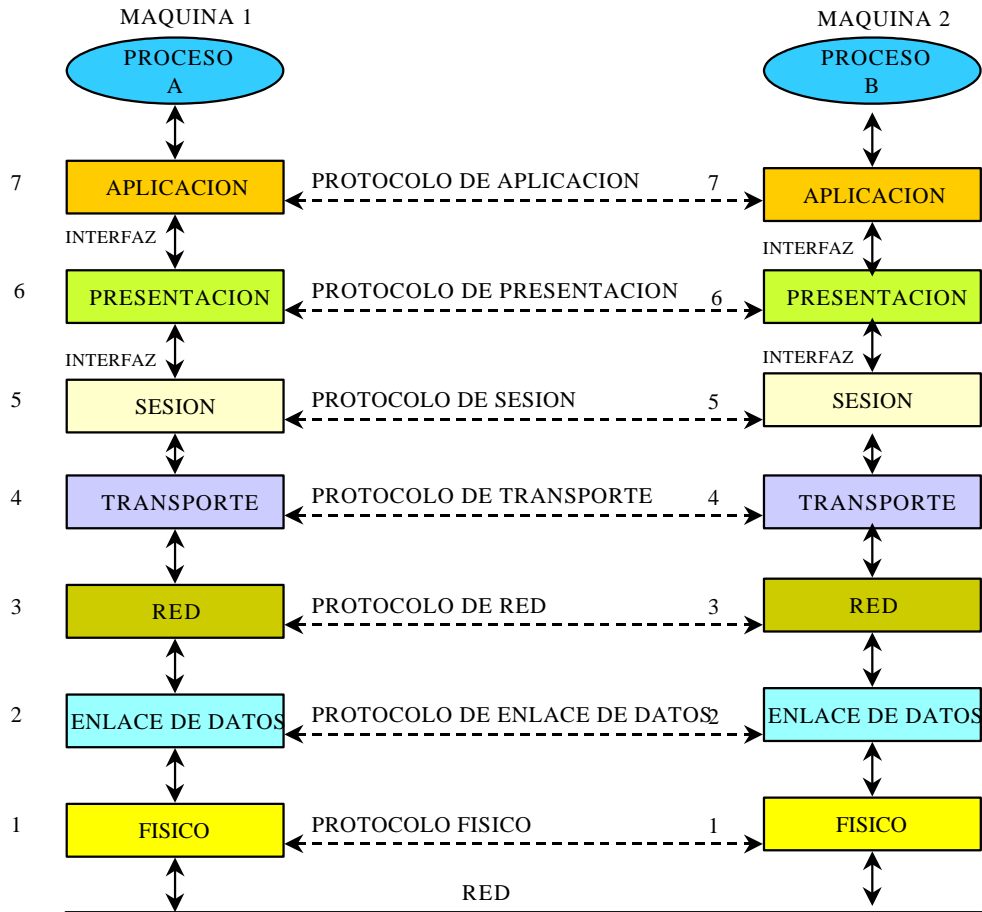 MAQUINA 1
MAQUINA 2
PROCESO
A
PROCESO
B
7
APLICACION
PROTOCOLO DE APLICACION
7
APLICACION
INTERFAZ
INTERFAZ
6
PRESENTACION
PROTOCOLO DE PRESENTACION
6
PRESENTACION
INTERFAZ
INTERFAZ
5
SESION
PROTOCOLO DE SESION
5
SESION
4
TRANSPORTE
PROTOCOLO DE TRANSPORTE
4
TRANSPORTE
3
RED
PROTOCOLO DE RED
3
RED
2
ENLACE DE DATOS
PROTOCOLO DE ENLACE DE DATOS
2
ENLACE DE DATOS
1
FISICO
PROTOCOLO FISICO
1
FISICO
RED